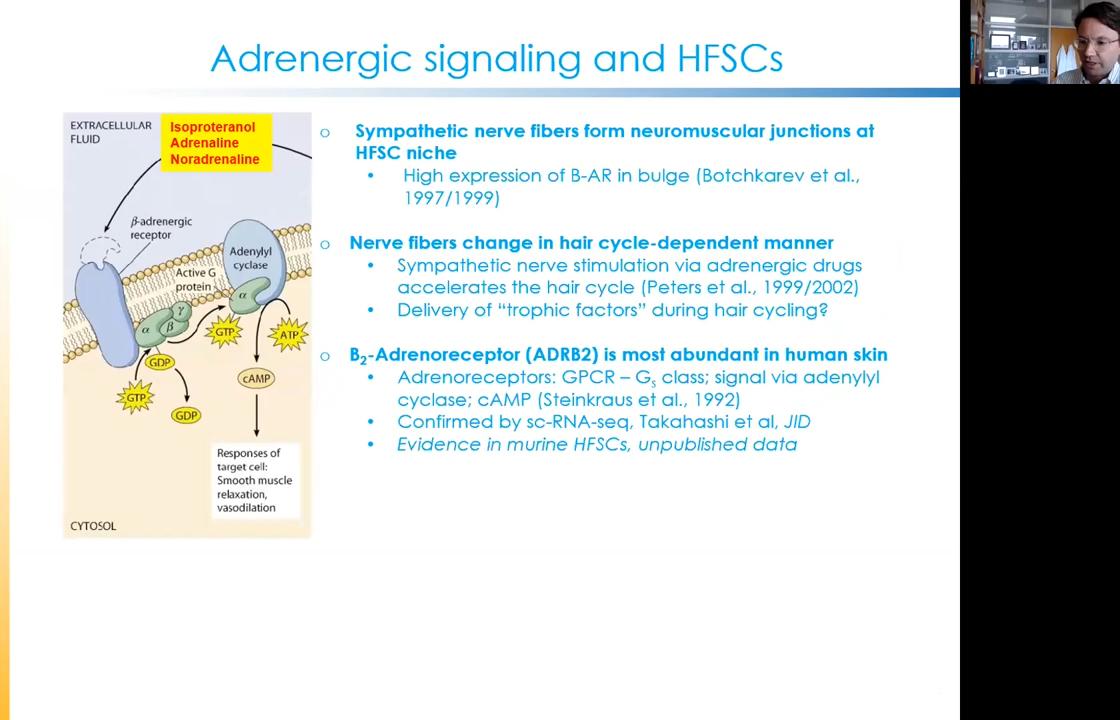 Adrenergic signaling and HFSCs
EXTRACELLULAR
FLUID
Isoproteranol
Adrenaline
Noradrenaline
β-adrenergic
receptor
Adenylyl
cyclase
Active G
protein
α
γ
β
α
GTP
ATP
GDP
GTP
GDP
cAMP
Responses of
target cell:
Smooth muscle
relaxation,
vasodilation
CYTOSOL
o Sympathetic nerve fibers form neuromuscular junctions at
HFSC niche
• High expression of B-AR in bulge (Botchkarev et al.,
1997/1999)
o Nerve fibers change in hair cycle-dependent manner
• Sympathetic nerve stimulation via adrenergic drugs
accelerates the hair cycle (Peters et al., 1999/2002)
• Delivery of “trophic factors” during hair cycling?
o B₂-Adrenoreceptor (ADRB2) is most abundant in human skin
• Adrenoreceptors: GPCR – Gₛ class; signal via adenylyl
cyclase; cAMP (Steinkraus et al., 1992)
• Confirmed by sc-RNA-seq, Takahashi et al, JID
• Evidence in murine HFSCs, unpublished data